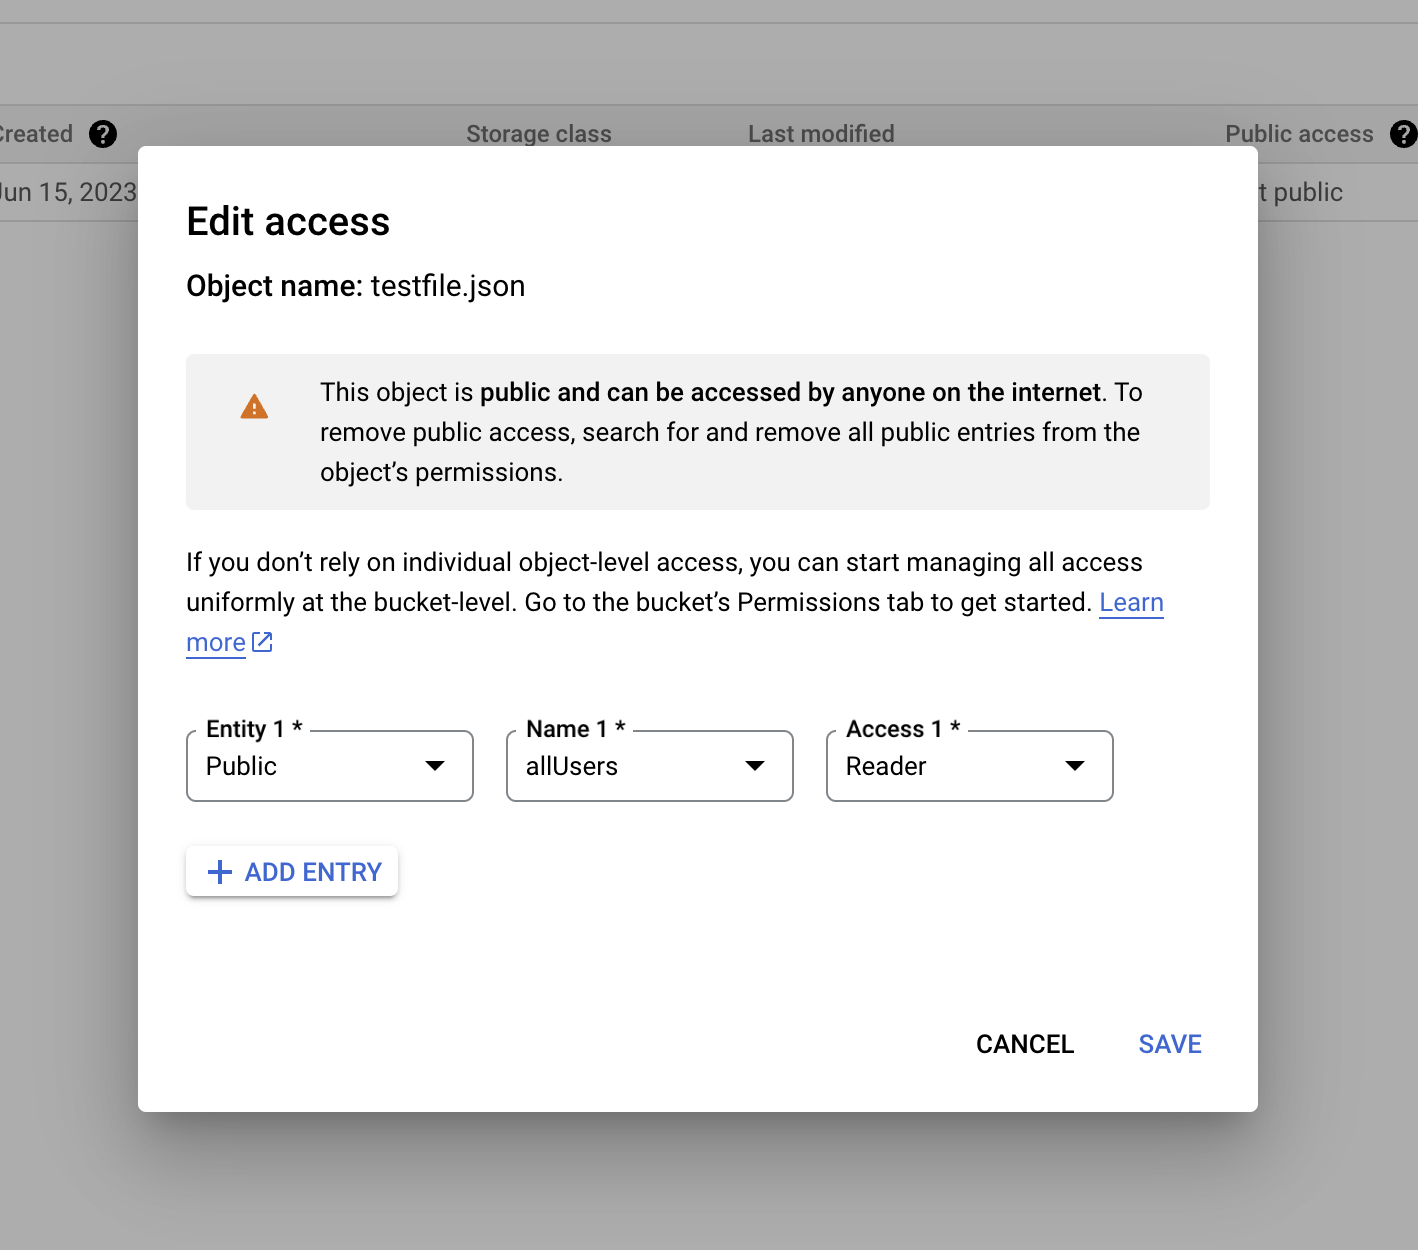 Created
Storage class
Last modified
Public access
Jun 15, 2023
t public
Edit access
Object name: testfile.json
This object is public and can be accessed by anyone on the internet. To
remove public access, search for and remove all public entries from the
object’s permissions.
If you don’t rely on individual object-level access, you can start managing all access
uniformly at the bucket-level. Go to the bucket’s Permissions tab to get started. Learn
more
Entity 1 *
Name 1 *
Access 1 *
Public
allUsers
Reader
ADD ENTRY
CANCEL
SAVE